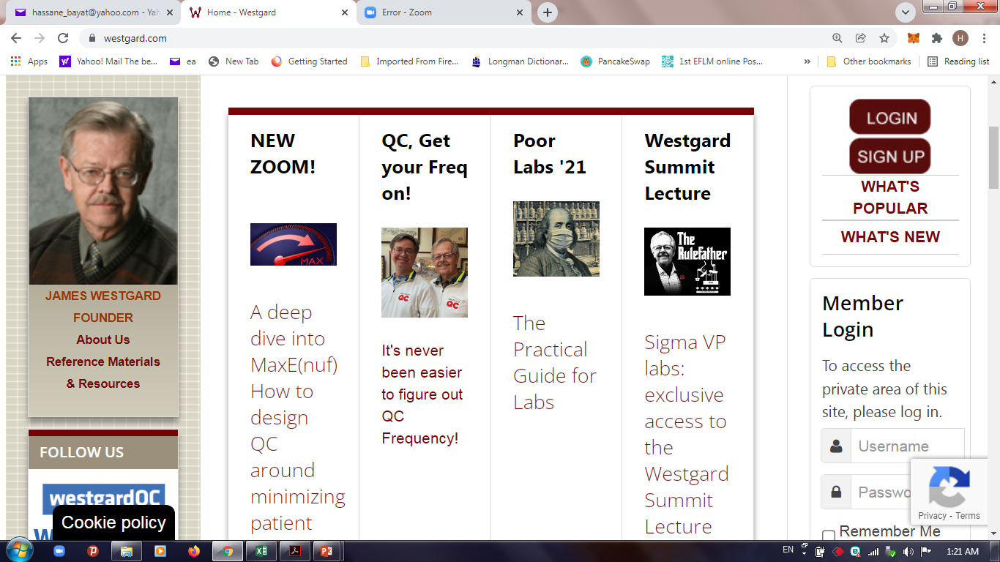 hassane_bayat@yahoo.com - Yah
Home - Westgard
Error - Zoom
westgard.com
H
Apps
Yahoo! Mail The be...
ea
New Tab
Getting Started
Imported From Fire...
Longman Dictionar...
PancakeSwap
1st EFLM online Pos...
»
Other bookmarks
Reading list
JAMES WESTGARD
FOUNDER
About Us
Reference Materials
& Resources
FOLLOW US
westgardQC
Cookie policy
NEW
ZOOM!
MAX
A deep
dive into
MaxE(nuf)
How to
design
QC
around
minimizing
patient
QC, Get
your Freq
on!
QC
QC
It's never
been easier
to figure out
QC
Frequency!
Poor
Labs '21
The
Practical
Guide for
Labs
Westgard
Summit
Lecture
The
Rulefather
Sigma VP
labs:
exclusive
access to
the
Westgard
Summit
Lecture
LOGIN
SIGN UP
WHAT'S
POPULAR
WHAT'S NEW
Member
Login
To access the
private area of this
site, please log in.
Username
Passwo
Privacy - Terms
Remember Me
EN
1:21 AM